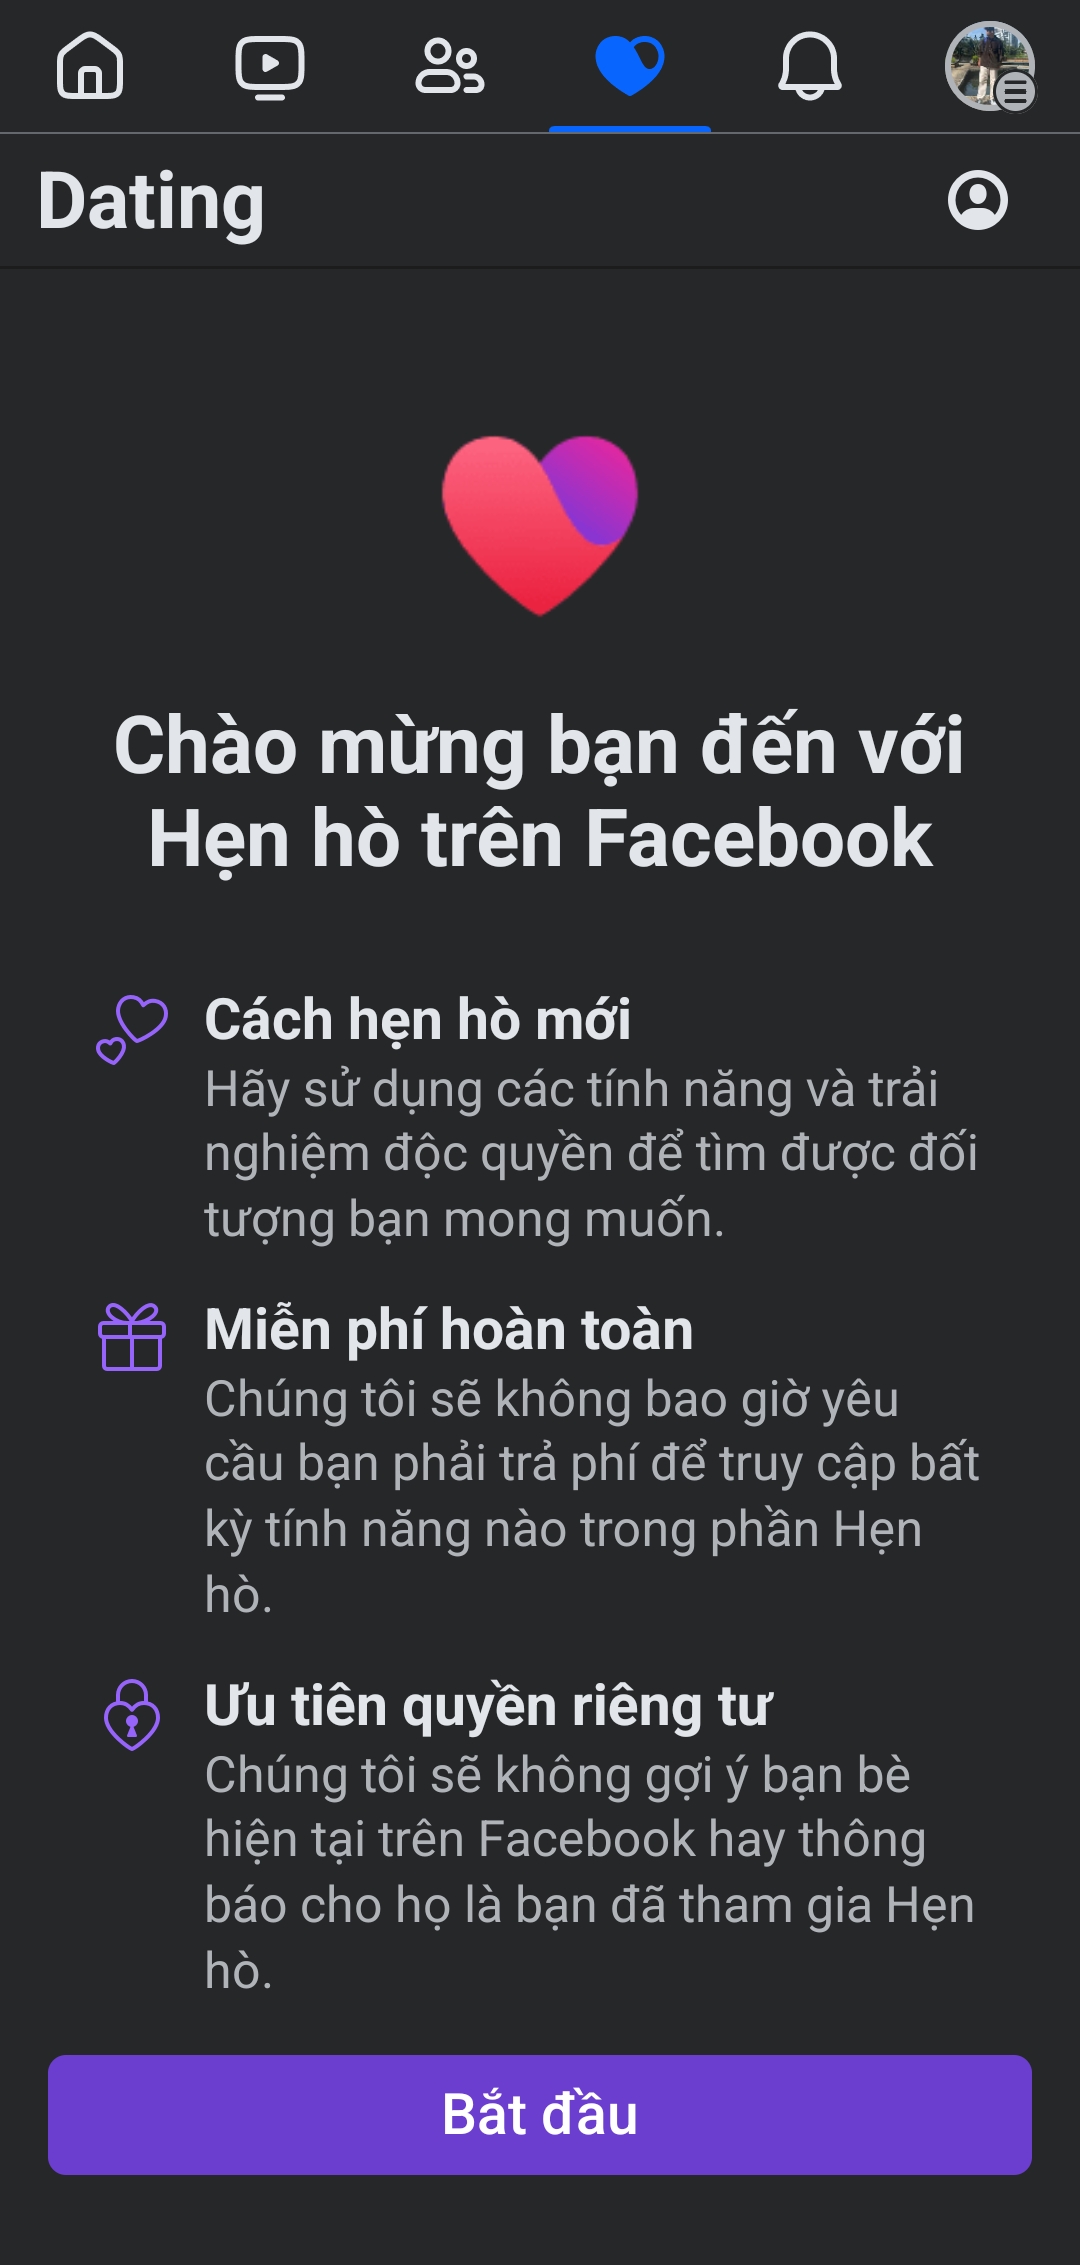 Dating
Chào mừng bạn đến với
Hẹn hò trên Facebook
Cách hẹn hò mới
Hãy sử dụng các tính năng và trải
nghiệm độc quyền để tìm được đối
tượng bạn mong muốn.
Miễn phí hoàn toàn
Chúng tôi sẽ không bao giờ yêu
cầu bạn phải trả phí để truy cập bất
kỳ tính năng nào trong phần Hẹn
hò.
Ưu tiên quyền riêng tư
Chúng tôi sẽ không gợi ý bạn bè
hiện tại trên Facebook hay thông
báo cho họ là bạn đã tham gia Hẹn
hò.
Bắt đầu